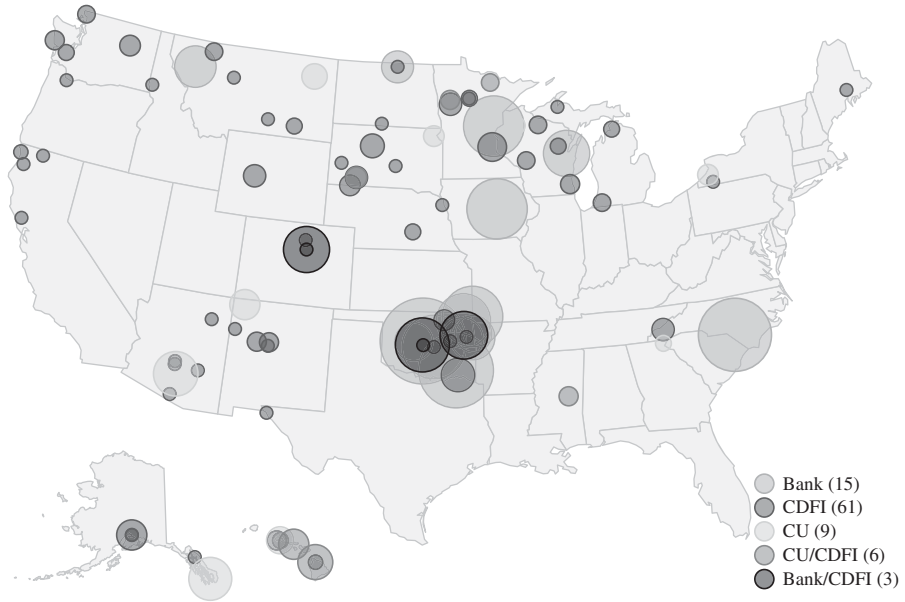 Bank (15)
CDFI (61)
CU (9)
CU/CDFI (6)
Bank/CDFI (3)